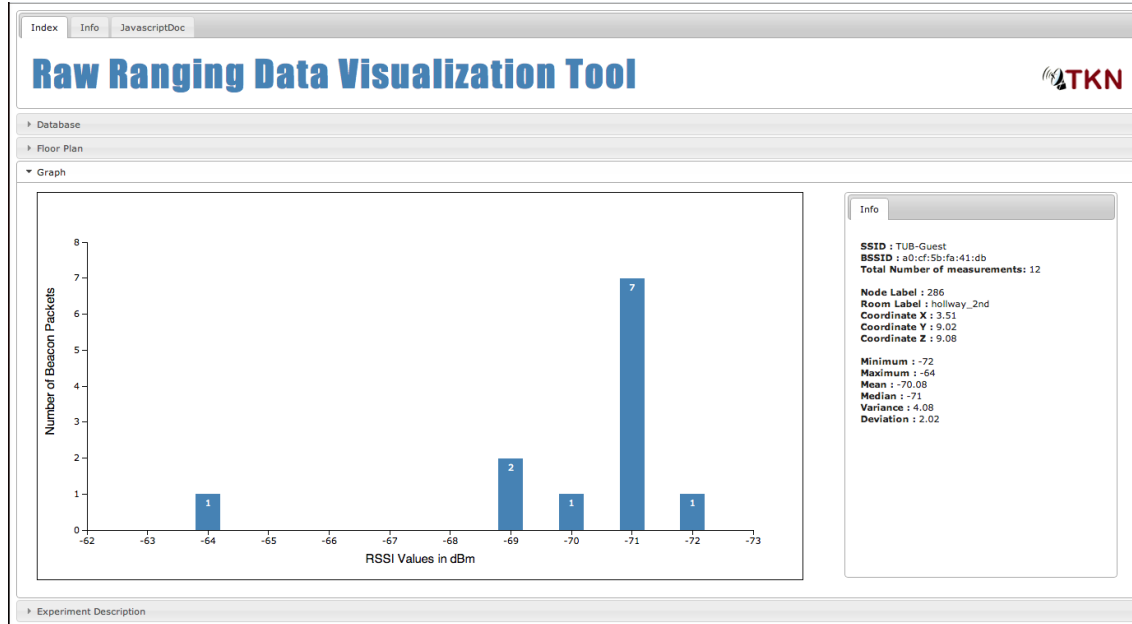 Index Info JavascriptDoc
Raw Ranging Data Visualization Tool
TKN
Database
Floor Plan
Graph
8
7
6
5
4
3
2
1
0
Number of Beacon Packets
1
2
1
7
1
-62 -63 -64 -65 -66 -67 -68 -69 -70 -71 -72 -73
RSSI Values in dBm
Info
SSID : TUB-Guest
BSSID : a0:cf:5b:fa:41:db
Total Number of measurements: 12
Node Label : 286
Room Label : hollway_2nd
Coordinate X : 3.51
Coordinate Y : 9.02
Coordinate Z : 9.08
Minimum : -72
Maximum : -64
Mean : -70.08
Median : -71
Variance : 4.08
Deviation : 2.02
Experiment Description